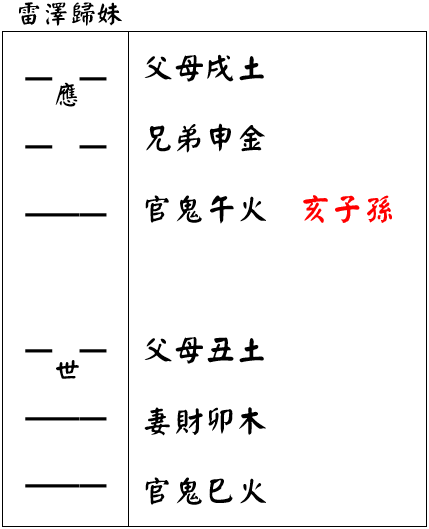 雷澤歸妹
父母戌土
應
兄弟申金
官鬼午火 亥子孫
父母丑土
世
妻財卯木
官鬼巳火